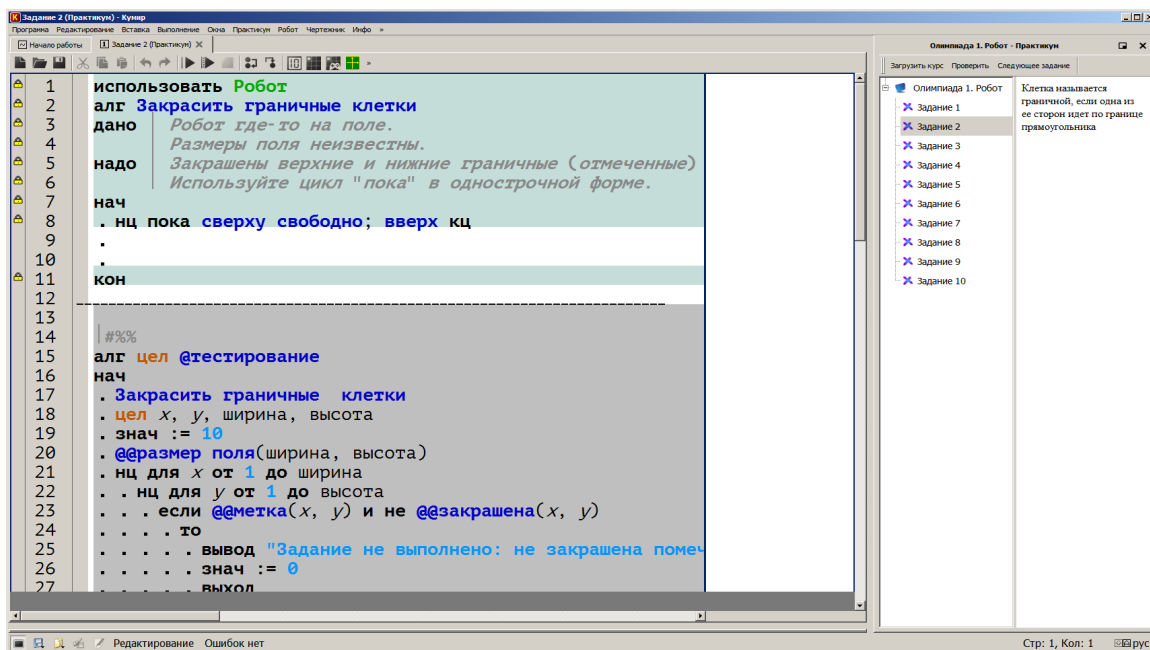 Задание 2 (Практикум) - Кумир
Программа Редактирование Вставка Выполнение Окна Практикум Робот Чертежник Инфо »
Начало работы
1 Задание 2 (Практикум)
1 использовать Робот
2 алг Закрасить граничные клетки
3 дано Робот где-то на поле.
4 Размеры поля неизвестны.
5 надо Закрашены верхние и нижние граничные (отмеченные)
6 Используйте цикл "пока" в однострочной форме.
7 нач
8 . нц пока сверху свободно; вверх кц
9 .
10 .
11 кон
12
13
14 |#%%
15 алг цел @тестирование
16 нач
17 . Закрасить граничные клетки
18 . цел x, y, ширина, высота
19 . знач := 10
20 . @@размер поля(ширина, высота)
21 . нц для x от 1 до ширина
22 . . нц для y от 1 до высота
23 . . . если @@метка(x, y) и не @@закрашена(x, y)
24 . . . . то
25 . . . . . вывод "Задание не выполнено: не закрашена помеч
26 . . . . . знач := 0
27 . . . . . выход
Олимпиада 1. Робот - Практикум
Загрузить курс Проверить Следующее задание
Олимпиада 1. Робот
Задание 1
Задание 2
Задание 3
Задание 4
Задание 5
Задание 6
Задание 7
Задание 8
Задание 9
Задание 10
Клетка называется
граничной, если одна из
ее сторон идет по границе
прямоугольника
Редактирование Ошибок нет
Стр: 1, Кол: 1
рус